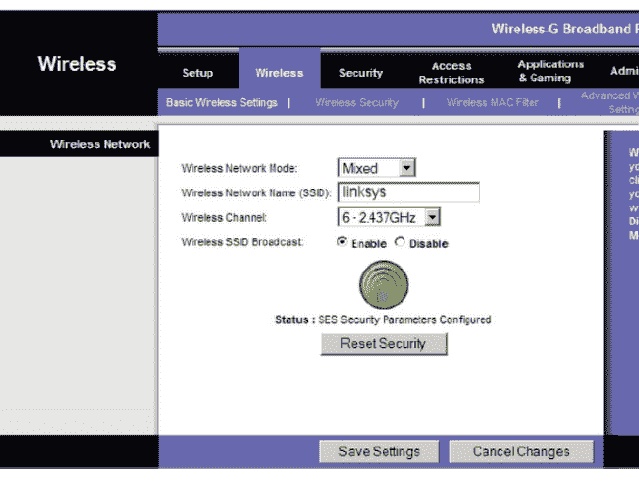 Wireless-G Broadband
Wireless
Setup
Wireless
Security
Access
Restrictions
Applications
& Gaming
Basic Wireless Settings |
Wireless Security
|
Wireless MAC Filter
|
Wireless Network
Wireless Network Mode:
Mixed
Wireless Network Name (SSID):
linksys
Wireless Channel:
6 - 2.437GHz
Wireless SSID Broadcast:
Enable
Disable
Status : SES Security Parameters Configured
Reset Security
Save Settings
Cancel Changes